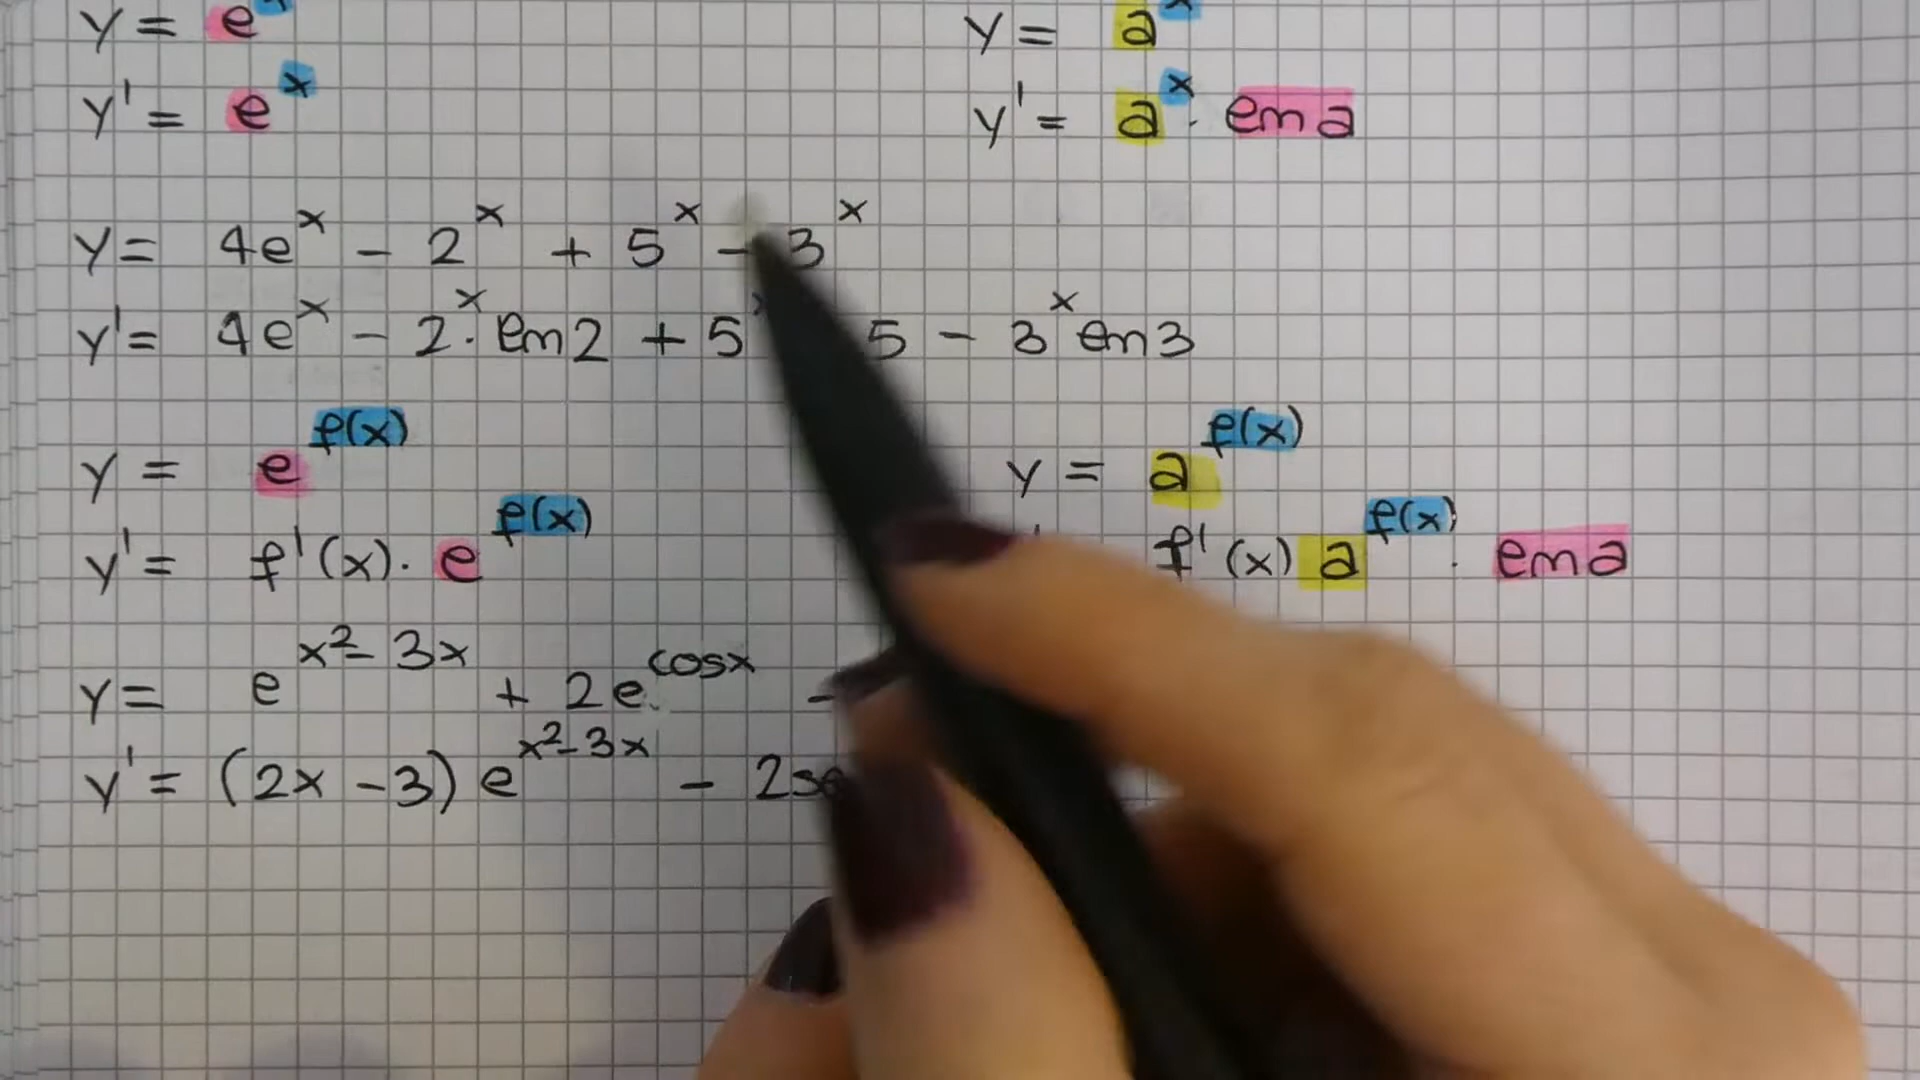 y = e^x
y = a^x
y' = e^x
y' = a^x · ln a
y = 4e^x - 2^x + 5^x - 3^x
y' = 4e^x - 2^x · ln 2 + 5^x 5 - 3^x ln 3
y = e^f(x)
y = a^f(x)
y' = f'(x) · e^f(x)
f'(x) a^f(x) · ln a
y = e^x²-3x + 2e^cosx -
y' = (2x - 3) e^x²-3x - 2se